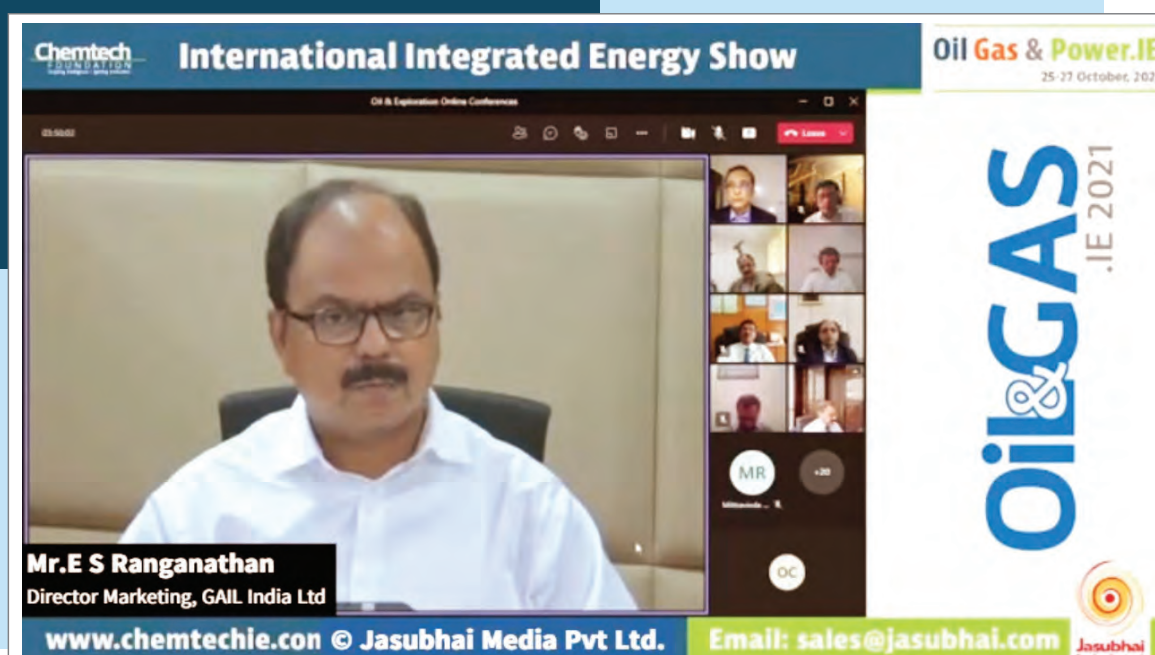 Chemtech
FOUNDATION
International Integrated Energy Show
Oil Gas & Power.IE
25-27 October, 202
Oil & Exploration Online Conferences
03:50:02
Leave
MR
+20
OC
Oil&GAS
.IE 2021
Mr.E S Ranganathan
Director Marketing, GAIL India Ltd
www.chemtechie.con © Jasubhai Media Pvt Ltd.
Email: sales@jasubhai.com
Jasubhai